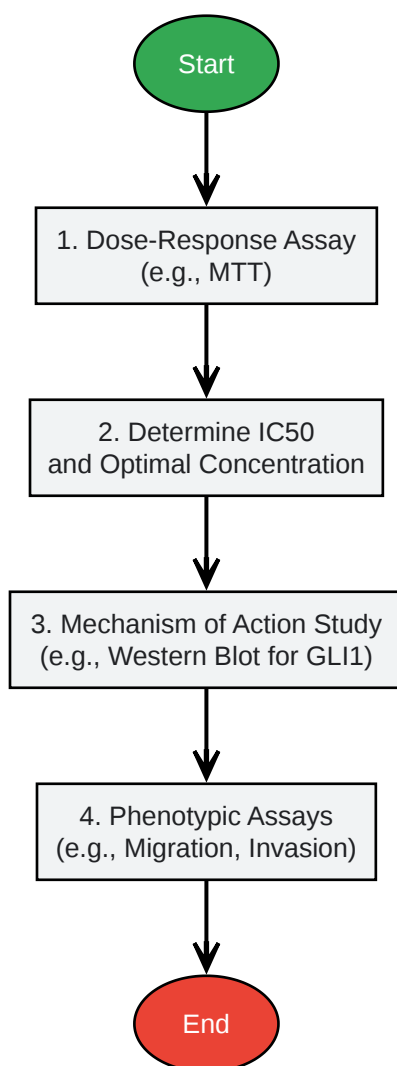 Start
1. Dose-Response Assay
(e.g., MTT)
2. Determine IC50
and Optimal Concentration
3. Mechanism of Action Study
(e.g., Western Blot for GLI1)
4. Phenotypic Assays
(e.g., Migration, Invasion)
End